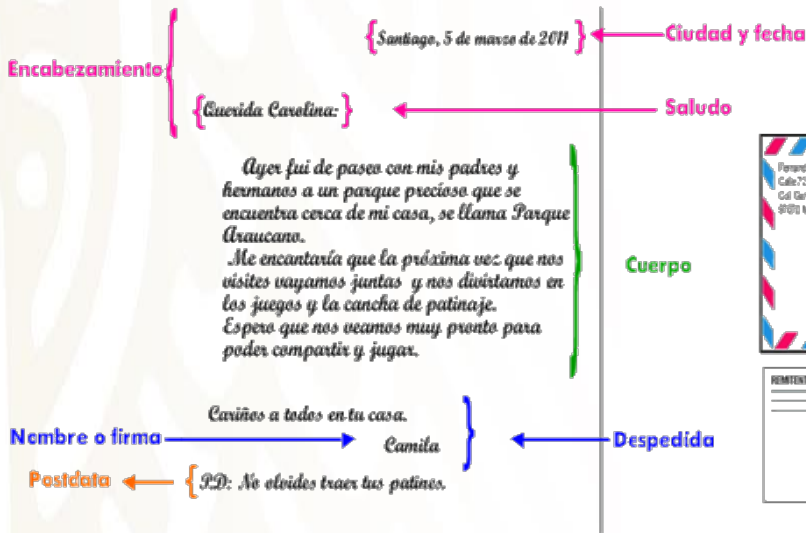 Santiago, 5 de marzo de 2011
Ciudad y fecha
Encabezamiento
Querida Carolina:
Saludo
Ayer fui de paseo con mis padres y
hermanos a un parque precioso que se
encuentra cerca de mi casa, se llama Parque
Araucano.
Me encantaría que la próxima vez que nos
visites vayamos juntas y nos divirtamos en
los juegos y la cancha de patinaje.
Espero que nos veamos muy pronto para
poder compartir y jugar.
Cuerpo
Cariños a todos en tu casa.
Nombre o firma
Camila
Despedida
Postdata
P.D: No olvides traer tus patines.